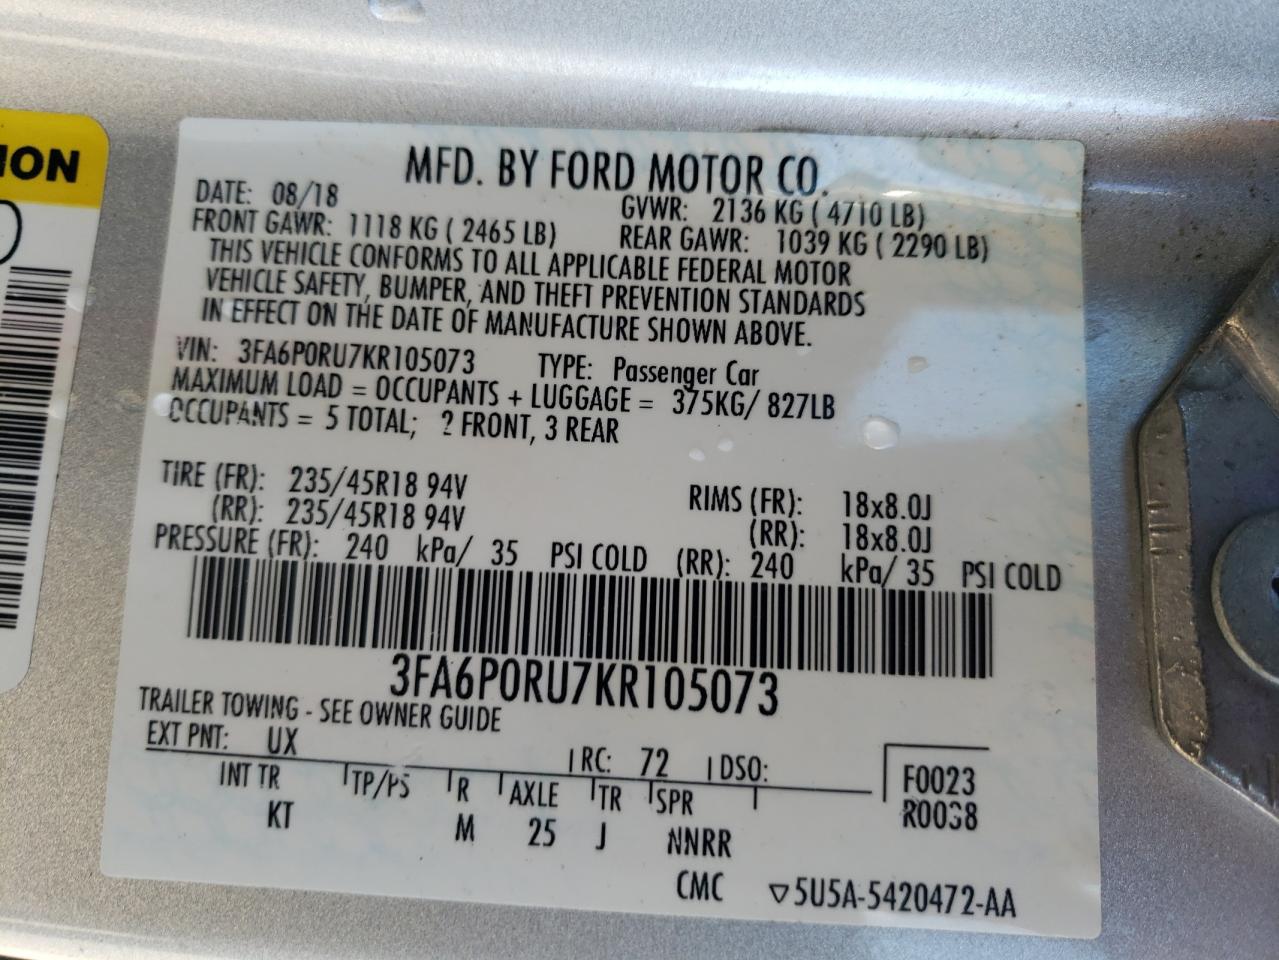 ION
MFD. BY FORD MOTOR CO.
DATE: 08/18 GVWR: 2136 KG ( 4710 LB)
FRONT GAWR: 1118 KG ( 2465 LB) REAR GAWR: 1039 KG ( 2290 LB)
THIS VEHICLE CONFORMS TO ALL APPLICABLE FEDERAL MOTOR
VEHICLE SAFETY, BUMPER, AND THEFT PREVENTION STANDARDS
IN EFFECT ON THE DATE OF MANUFACTURE SHOWN ABOVE.
VIN: 3FA6P0RU7KR105073 TYPE: Passenger Car
MAXIMUM LOAD = OCCUPANTS + LUGGAGE = 375KG/ 827LB
OCCUPANTS = 5 TOTAL; 2 FRONT, 3 REAR
TIRE (FR): 235/45R18 94V RIMS (FR): 18x8.0J
(RR): 235/45R18 94V (RR): 18x8.0J
PRESSURE (FR): 240 kPa/ 35 PSI COLD (RR): 240 kPa/ 35 PSI COLD
3FA6P0RU7KR105073
TRAILER TOWING - SEE OWNER GUIDE
EXT PNT: UX RC: 72 DSO:
INT TR TP/PS R AXLE TR SPR F0023
KT M 25 J NNRR R0038
CMC ▽5U5A-5420472-AA